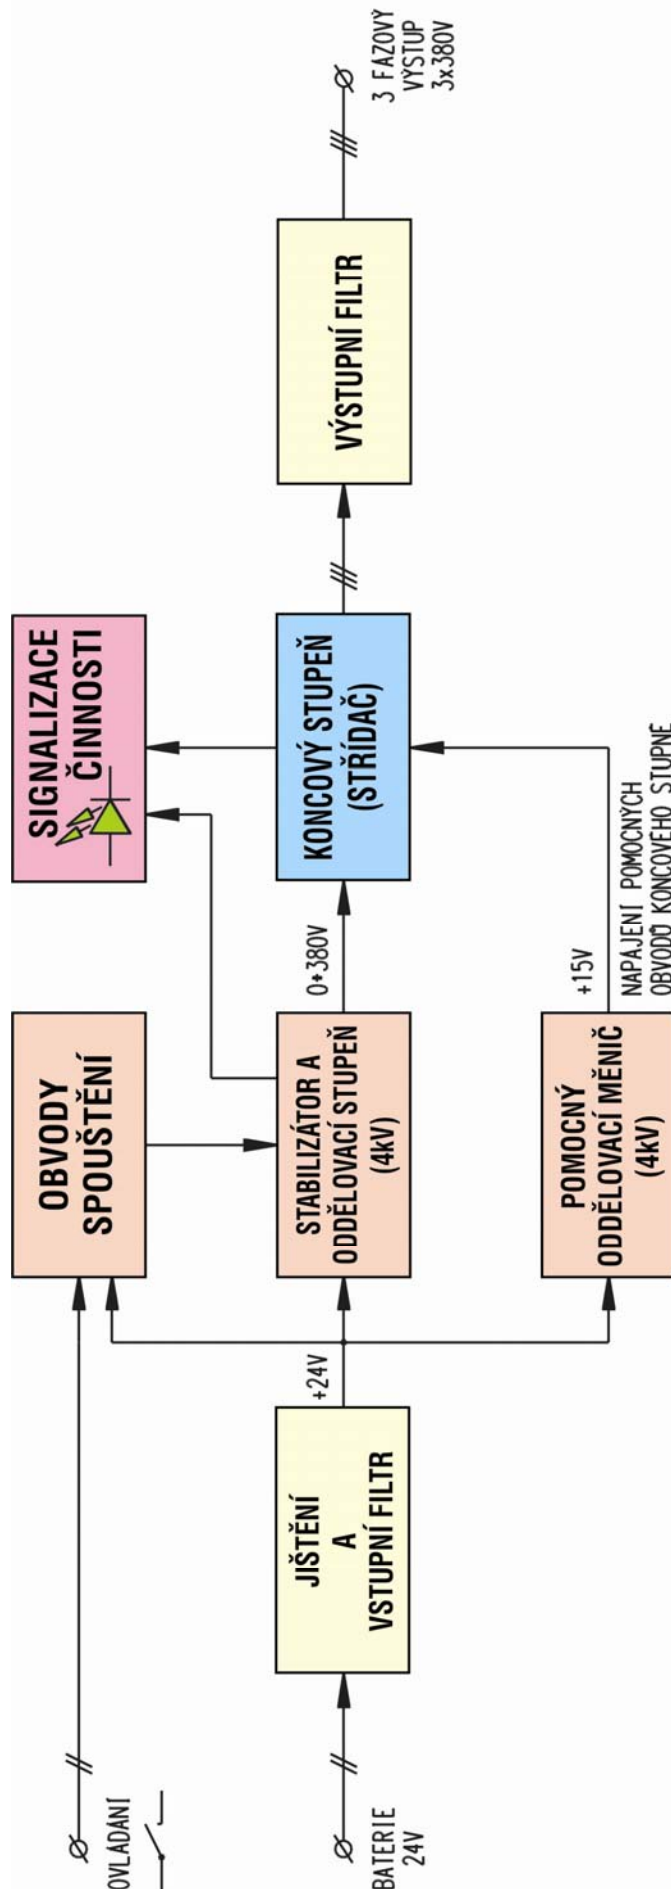 OVLÁDÁNÍ
BATERIE
24V
JIŠTĚNÍ
A
VSTUPNÍ FILTR
+24V
OBVODY
SPOUŠTĚNÍ
STABILIZÁTOR A
ODDĚLOVACÍ STUPEŇ
(4kV)
POMOCNÝ
ODDĚLOVACÍ MĚNIČ
(4kV)
0+380V
+15V
NAPÁJENÍ POMOCNÝCH
OBVODŮ KONCOVÉHO STUPNĚ
SIGNALIZACE
ČINNOSTI
KONCOVÝ STUPEŇ
(STŘÍDAČ)
VÝSTUPNÍ FILTR
3 FAZOVÝ
VÝSTUP
3x380V